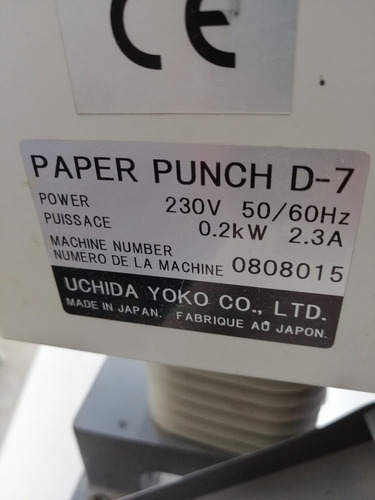 CE
PAPER PUNCH D-7
POWER 230V 50/60Hz
PUISSACE 0.2kW 2.3A
MACHINE NUMBER
NUMERO DE LA MACHINE 0808015
UCHIDA YOKO CO., LTD.
MADE IN JAPAN. FABRIQUE AU JAPON.